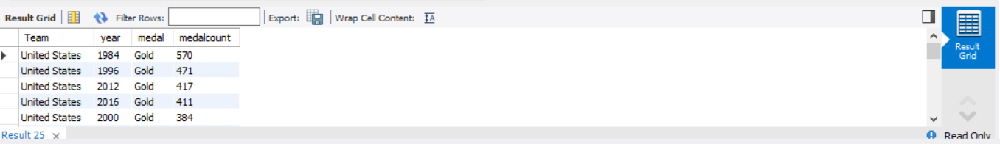 Result Grid Filter Rows: Export: Wrap Cell Content: IA
Team year medal medalcount
United States 1984 Gold 570
United States 1996 Gold 471
United States 2012 Gold 417
United States 2016 Gold 411
United States 2000 Gold 384
Result
Grid
Result 25 × Read Only